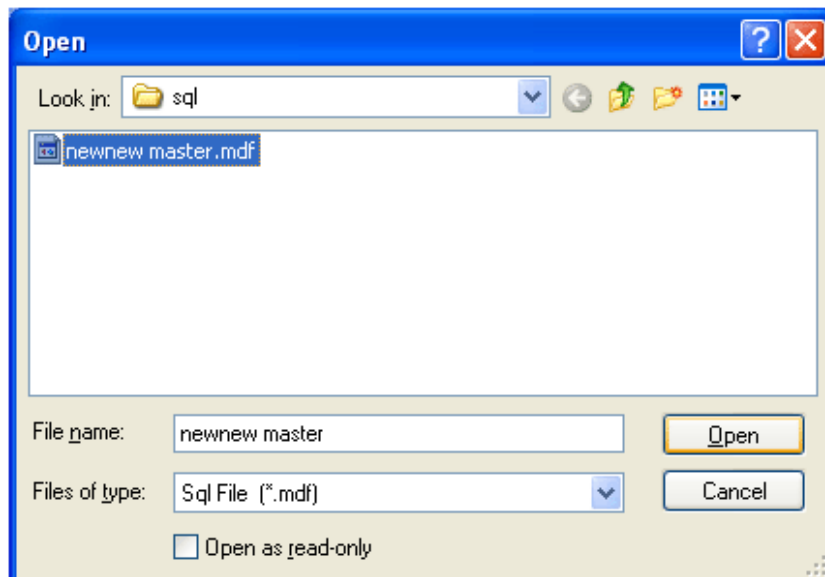 Open
Look in: sql
newnew master.mdf
File name: newnew master Open
Files of type: Sql File (*.mdf) Cancel
Open as read-only